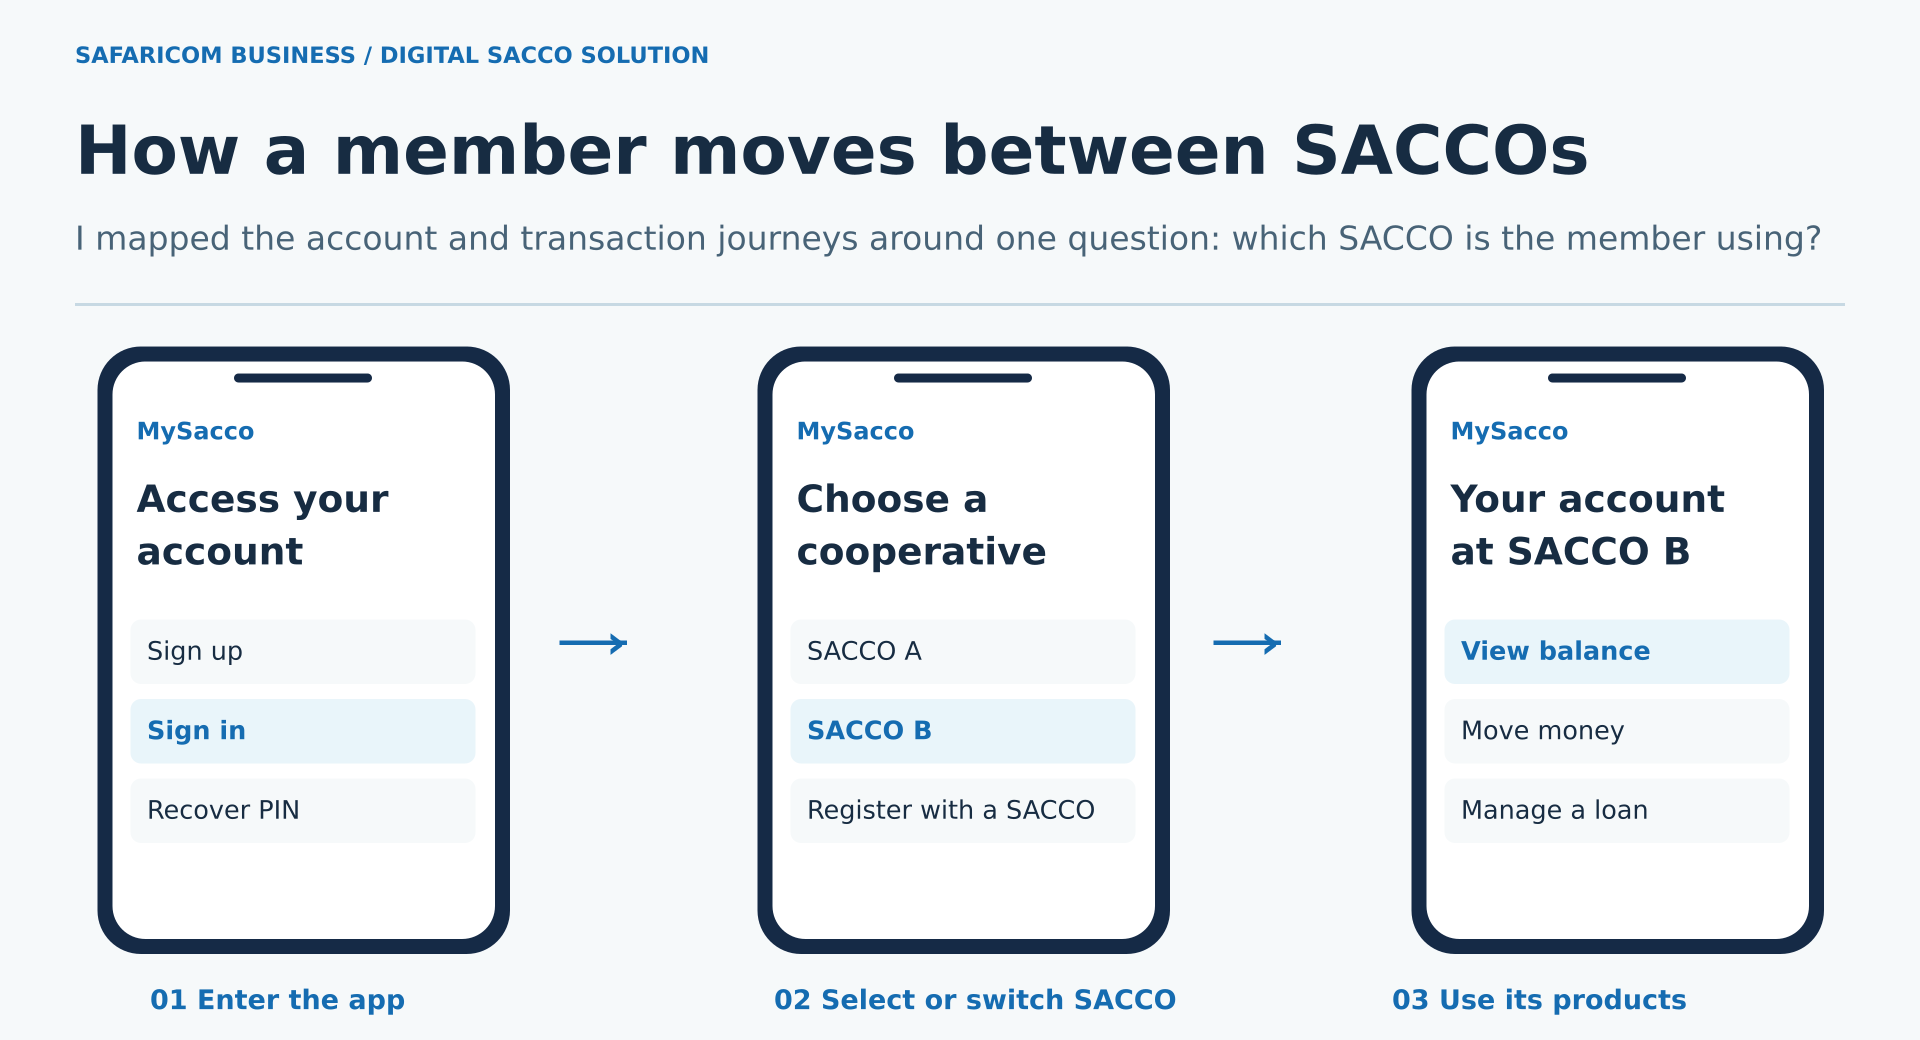 SAFARICOM BUSINESS / DIGITAL SACCO SOLUTION
How a member moves between SACCOs
I mapped the account and transaction journeys around one question: which SACCO is the member using?
MySacco
Access your
account
Sign up
Sign in
Recover PIN
01 Enter the app
MySacco
Choose a
cooperative
SACCO A
SACCO B
Register with a SACCO
02 Select or switch SACCO
MySacco
Your account
at SACCO B
View balance
Move money
Manage a loan
03 Use its products